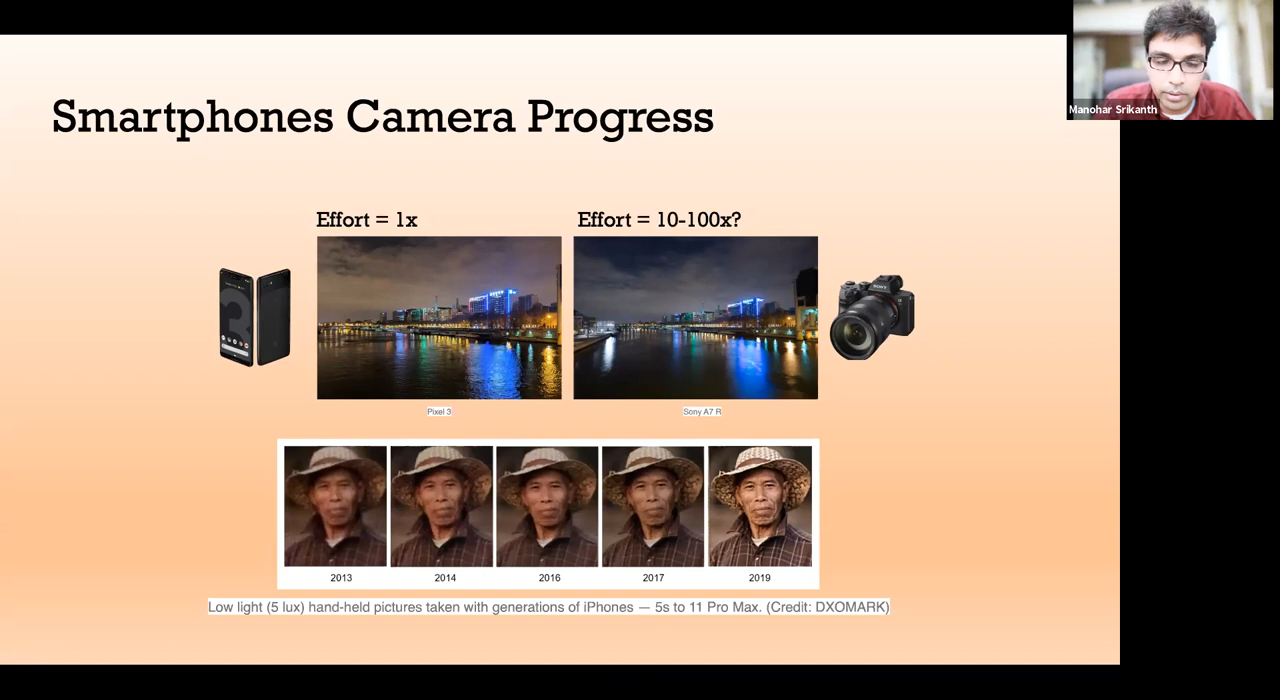 Manohar Srikanth
Smartphones Camera Progress
Effort = 1x
Effort = 10-100x?
3
SONY
Pixel 3
Sony A7 R
2013
2014
2016
2017
2019
Low light (5 lux) hand-held pictures taken with generations of iPhones — 5s to 11 Pro Max. (Credit: DXOMARK)